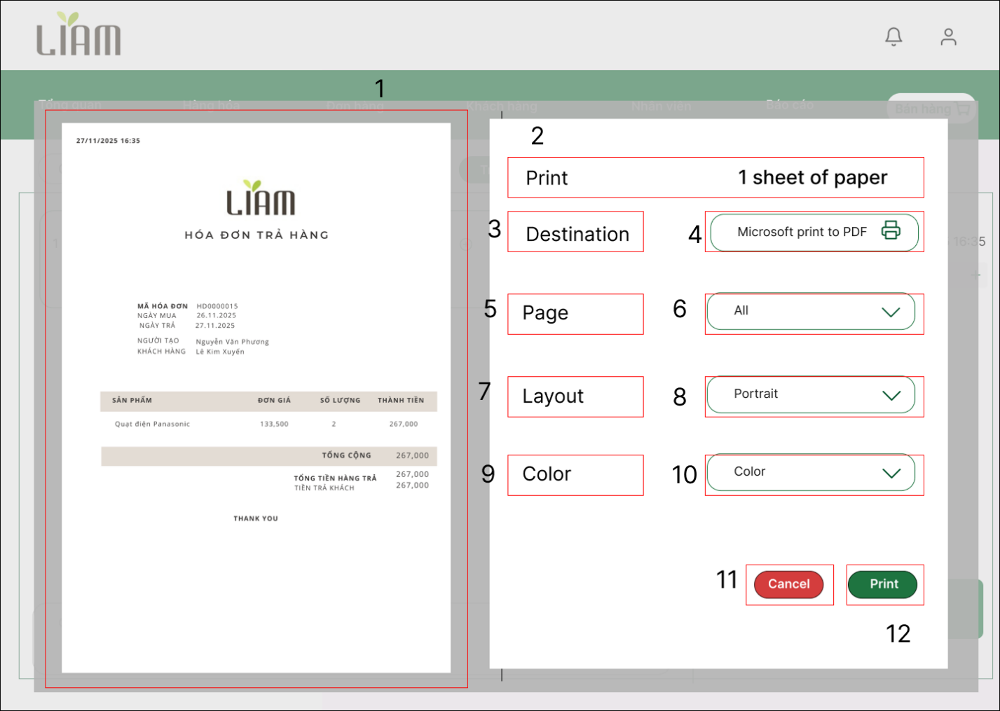 LIAM
Tổng quan
Hàng hóa
Đơn hàng
Khách hàng
Nhân viên
Báo cáo
Bán hàng
1
27/11/2025 16:35
LIAM
HÓA ĐƠN TRẢ HÀNG
MÃ HÓA ĐƠN HD0000015
NGÀY MUA 26.11.2025
NGÀY TRẢ 27.11.2025
NGƯỜI TẠO Nguyễn Văn Phương
KHÁCH HÀNG Lê Kim Xuyến
SẢN PHẨM ĐƠN GIÁ SỐ LƯỢNG THÀNH TIỀN
Quạt điện Panasonic 133,500 2 267,000
TỔNG CỘNG 267,000
TỔNG TIỀN HÀNG TRẢ 267,000
TIỀN TRẢ KHÁCH 267,000
THANK YOU
2
Print 1 sheet of paper
3 Destination 4 Microsoft print to PDF
16:35
5 Page 6 All
7 Layout 8 Portrait
9 Color 10 Color
11 Cancel Print
12